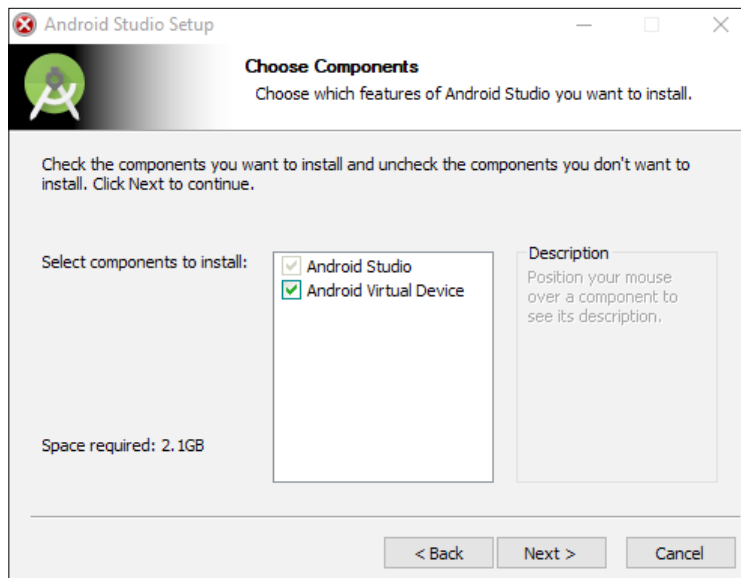 Android Studio Setup
Choose Components
Choose which features of Android Studio you want to install.
Check the components you want to install and uncheck the components you don't want to
install. Click Next to continue.
Select components to install:
Android Studio
Android Virtual Device
Description
Position your mouse
over a component to
see its description.
Space required: 2.1GB
< Back
Next >
Cancel